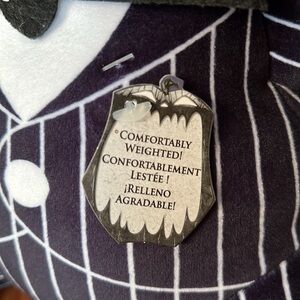 COMFORTABLY
WEIGHTED!
CONFORTABLEMENT
LESTÉE !
¡RELLENO
AGRADABLE!